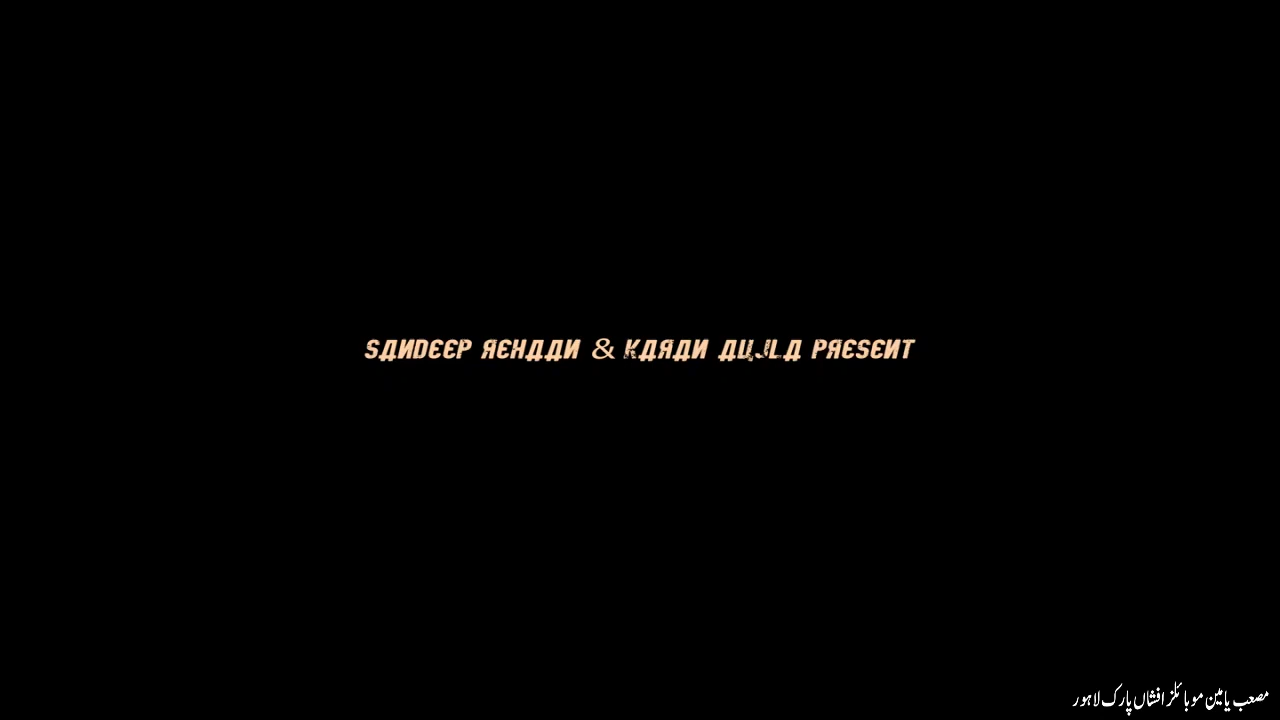 SANDEEP REHAAN & KARAN AUJLA PRESENT
مصعب یامین موبائلز افشاں پارک لاہور